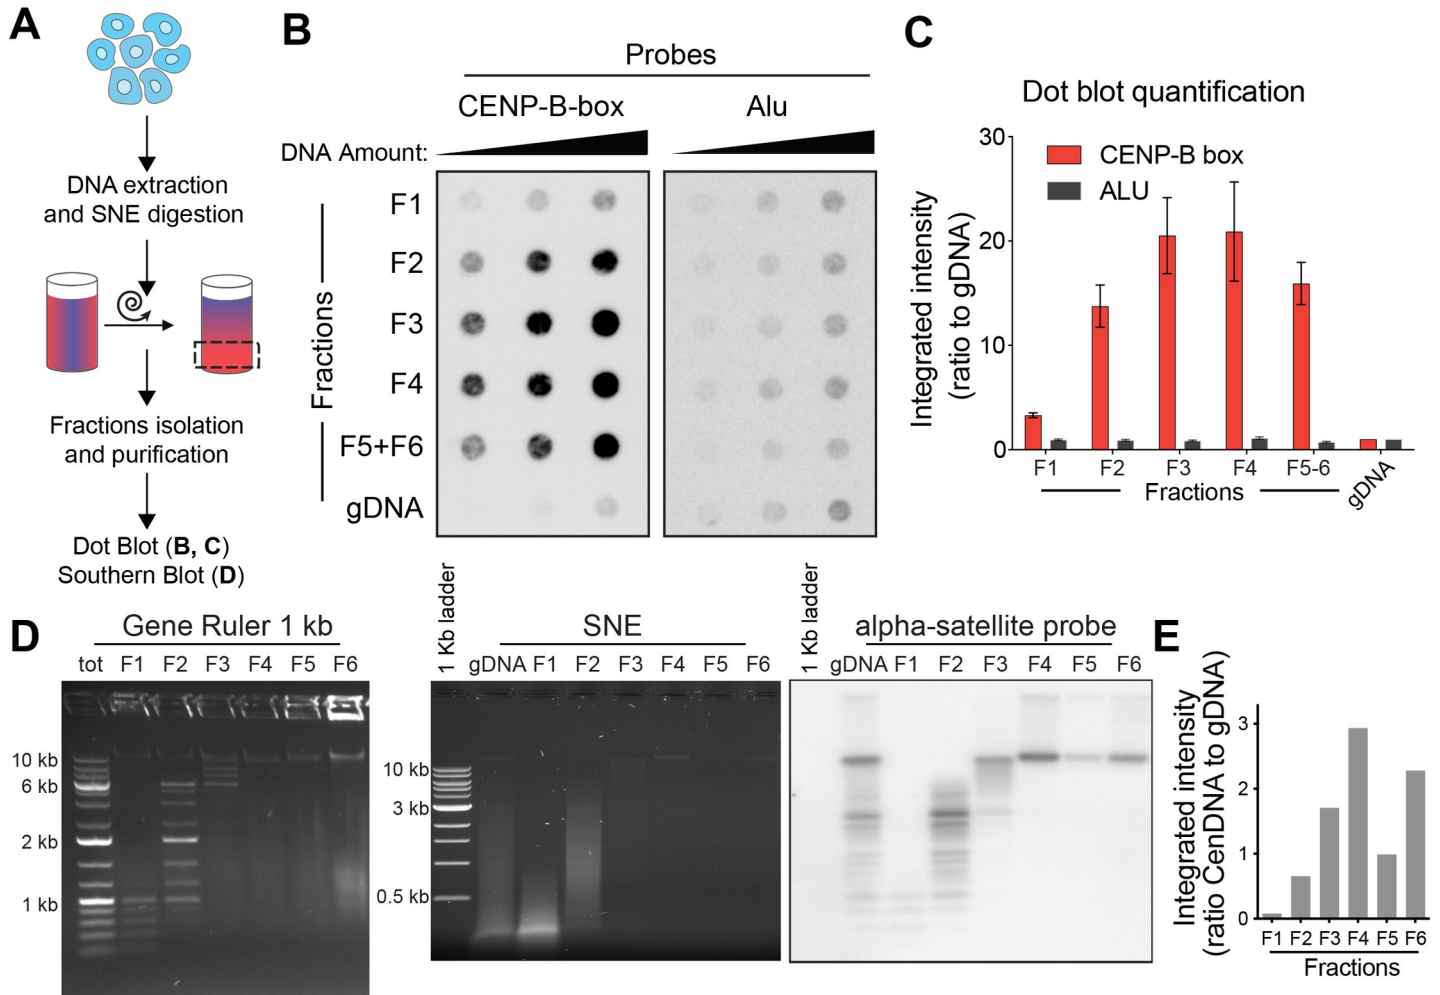 A
DNA extraction
and SNE digestion
Fractions isolation
and purification
Dot Blot (B, C)
Southern Blot (D)
B
Probes
CENP-B-box
Alu
DNA Amount:
Fractions
F1
F2
F3
F4
F5+F6
gDNA
C
Dot blot quantification
CENP-B box
ALU
Integrated intensity
(ratio to gDNA)
30
20
10
0
F1 F2 F3 F4 F5-6 gDNA
Fractions
D
Gene Ruler 1 kb
tot F1 F2 F3 F4 F5 F6
10 kb
6 kb
2 kb
1 kb
1 Kb ladder
SNE
gDNA F1 F2 F3 F4 F5 F6
10 kb
3 kb
0.5 kb
1 Kb ladder
alpha-satellite probe
gDNA F1 F2 F3 F4 F5 F6
E
Integrated intensity
(ratio CenDNA to gDNA)
3
2
1
0
F1 F2 F3 F4 F5 F6
Fractions